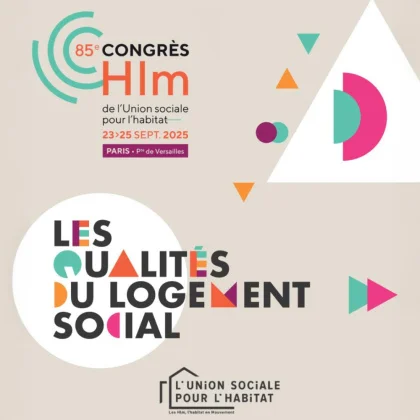 85e CONGRÈS
Hlm
de l'Union sociale
pour l'habitat
23>25 SEPT. 2025
PARIS • Pte de Versailles
LES
QUALITÉS
DU LOGEMENT
SOCIAL
L'UNION SOCIALE
POUR L'HABITAT
Les Hlm, l'habitat en Mouvement